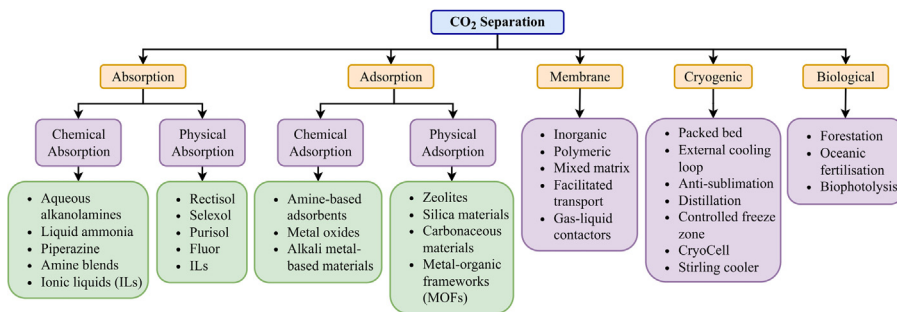 CO₂ Separation
Absorption
Adsorption
Membrane
Cryogenic
Biological
Chemical
Absorption
Physical
Absorption
Chemical
Adsorption
Physical
Adsorption
• Inorganic
• Polymeric
• Mixed matrix
• Facilitated
transport
• Gas-liquid
contactors
• Packed bed
• External cooling
loop
• Anti-sublimation
• Distillation
• Controlled freeze
zone
• CryoCell
• Stirling cooler
• Forestation
• Oceanic
fertilisation
• Biophotolysis
• Aqueous
alkanolamines
• Liquid ammonia
• Piperazine
• Amine blends
• Ionic liquids (ILs)
• Rectisol
• Selexol
• Purisol
• Fluor
• ILs
• Amine-based
adsorbents
• Metal oxides
• Alkali metal-
based materials
• Zeolites
• Silica materials
• Carbonaceous
materials
• Metal-organic
frameworks
(MOFs)